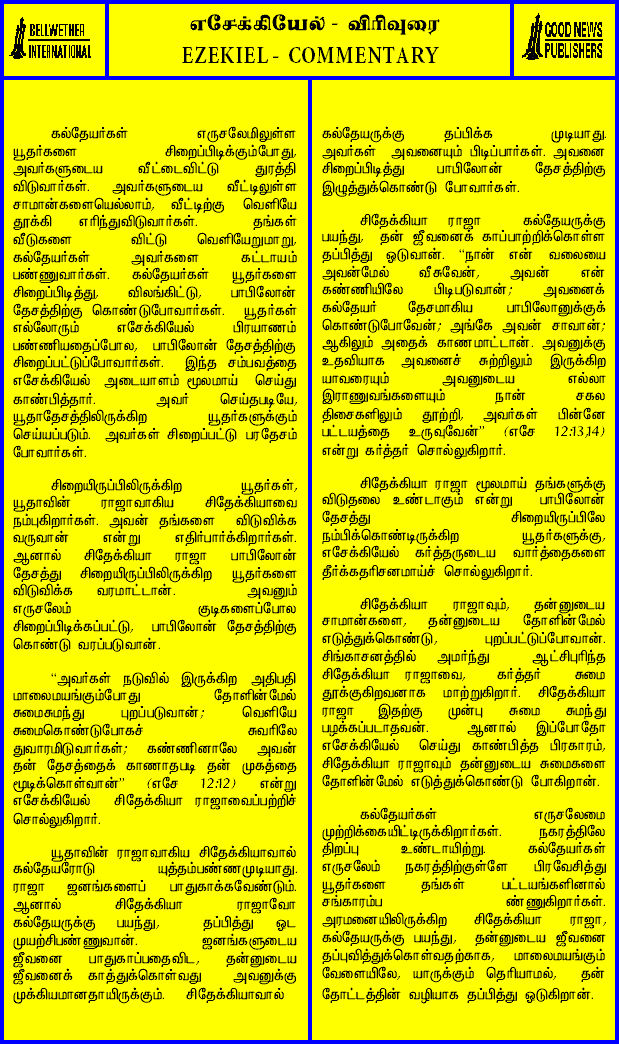 BELLWETHER
INTERNATIONAL
எசேக்கியேல் - விரிவுரை
EZEKIEL - COMMENTARY
GOOD NEWS
PUBLISHERS
கல்தேயர்கள் எருசலேமிலுள்ள
யூதர்களை சிறைப்பிடிக்கும்போது,
அவர்களுடைய வீட்டைவிட்டு துரத்தி
விடுவார்கள். அவர்களுடைய வீட்டிலுள்ள
சாமான்களையெல்லாம், வீட்டிற்கு வெளியே
தூக்கி எரிந்துவிடுவார்கள். தங்கள்
வீடுகளை விட்டு வெளியேறுமாறு,
கல்தேயர்கள் அவர்களை கட்டாயம்
பண்ணுவார்கள். கல்தேயர்கள் யூதர்களை
சிறைப்பிடித்து, விலங்கிட்டு, பாபிலோன்
தேசத்திற்கு கொண்டுபோவார்கள். யூதர்கள்
எல்லோரும் எசேக்கியேல் பிரயாணம்
பண்ணியதைப்போல, பாபிலோன் தேசத்திற்கு
சிறைப்பட்டுப்போவார்கள். இந்த சம்பவத்தை
எசேக்கியேல் அடையாளம் மூலமாய் செய்து
காண்பித்தார். அவர் செய்தபடியே,
யூதாதேசத்திலிருக்கிற யூதர்களுக்கும்
செய்யப்படும். அவர்கள் சிறைப்பட்டு பரதேசம்
போவார்கள்.
சிறையிருப்பிலிருக்கிற யூதர்கள்,
யூதாவின் ராஜாவாகிய சிதேக்கியாவை
நம்புகிறார்கள். அவன் தங்களை விடுவிக்க
வருவான் என்று எதிர்பார்க்கிறார்கள்.
ஆனால் சிதேக்கியா ராஜா பாபிலோன்
தேசத்து சிறையிருப்பிலிருக்கிற யூதர்களை
விடுவிக்க வரமாட்டான். அவனும்
எருசலேம் குடிகளைப்போல
சிறைப்பிடிக்கப்பட்டு, பாபிலோன் தேசத்திற்கு
கொண்டு வரப்படுவான்.
“அவர்கள் நடுவில் இருக்கிற அதிபதி
மாலைமயங்கும்போது தோளின்மேல்
சுமைசுமந்து புறப்படுவான்; வெளியே
சுமைகொண்டுபோகச் சுவரிலே
துவாரமிடுவார்கள்; கண்ணினாலே அவன்
தன் தேசத்தைக் காணாதபடி தன் முகத்தை
மூடிக்கொள்வான்” (எசே 12:12) என்று
எசேக்கியேல் சிதேக்கியா ராஜாவைப்பற்றிச்
சொல்லுகிறார்.
யூதாவின் ராஜாவாகிய சிதேக்கியாவால்
கல்தேயரோடு யுத்தம்பண்ணமுடியாது.
ராஜா ஜனங்களைப் பாதுகாக்கவேண்டும்.
ஆனால் சிதேக்கியா ராஜாவோ
கல்தேயருக்கு பயந்து, தப்பித்து ஓட
முயற்சிபண்ணுவான். ஜனங்களுடைய
ஜீவனை பாதுகாப்பதைவிட, தன்னுடைய
ஜீவனைக் காத்துக்கொள்வது அவனுக்கு
முக்கியமானதாயிருக்கும். சிதேக்கியாவால்
கல்தேயருக்கு தப்பிக்க முடியாது.
அவர்கள் அவனையும் பிடிப்பார்கள். அவனை
சிறைப்பிடித்து பாபிலோன் தேசத்திற்கு
இழுத்துக்கொண்டு போவார்கள்.
சிதேக்கியா ராஜா கல்தேயருக்கு
பயந்து, தன் ஜீவனைக் காப்பாற்றிக்கொள்ள
தப்பித்து ஓடுவான். “நான் என் வலையை
அவன்மேல் வீசுவேன், அவன் என்
கண்ணியிலே பிடிபடுவான்; அவனைக்
கல்தேயர் தேசமாகிய பாபிலோனுக்குக்
கொண்டுபோவேன்; அங்கே அவன் சாவான்;
ஆகிலும் அதைக் காணமாட்டான். அவனுக்கு
உதவியாக அவனைச் சுற்றிலும் இருக்கிற
யாவரையும் அவனுடைய எல்லா
இராணுவங்களையும் நான் சகல
திசைகளிலும் தூற்றி, அவர்கள் பின்னே
பட்டயத்தை உருவுவேன்” (எசே 12:13,14)
என்று கர்த்தர் சொல்லுகிறார்.
சிதேக்கியா ராஜா மூலமாய் தங்களுக்கு
விடுதலை உண்டாகும் என்று பாபிலோன்
தேசத்து சிறையிருப்பிலே
நம்பிக்கொண்டிருக்கிற யூதர்களுக்கு,
எசேக்கியேல் கர்த்தருடைய வார்த்தைகளை
தீர்க்கதரிசனமாய்ச் சொல்லுகிறார்.
சிதேக்கியா ராஜாவும், தன்னுடைய
சாமான்களை, தன்னுடைய தோளின்மேல்
எடுத்துக்கொண்டு, புறப்பட்டுப்போவான்.
சிங்காசனத்தில் அமர்ந்து ஆட்சிபுரிந்த
சிதேக்கியா ராஜாவை, கர்த்தர் சுமை
தூக்குகிறவனாக மாற்றுகிறார். சிதேக்கியா
ராஜா இதற்கு முன்பு சுமை சுமந்து
பழக்கப்படாதவன். ஆனால் இப்போதோ
எசேக்கியேல் செய்து காண்பித்த பிரகாரம்,
சிதேக்கியா ராஜாவும் தன்னுடைய சுமைகளை
தோளின்மேல் எடுத்துக்கொண்டு போகிறான்.
கல்தேயர்கள் எருசலேமை
முற்றிக்கையிட்டிருக்கிறார்கள். நகரத்திலே
திறப்பு உண்டாயிற்று. கல்தேயர்கள்
எருசலேம் நகரத்திற்குள்ளே பிரவேசித்து
யூதர்களை தங்கள் பட்டயங்களினால்
சங்காரம்ப ண்ணுகிறார்கள்.
அரமனையிலிருக்கிற சிதேக்கியா ராஜா,
கல்தேயருக்கு பயந்து, தன்னுடைய ஜீவனை
தப்புவித்துக்கொள்வதற்காக, மாலைமயங்கும்
வேளையிலே, யாருக்கும் தெரியாமல், தன்
தோட்டத்தின் வழியாக தப்பித்து ஓடுகிறான்.